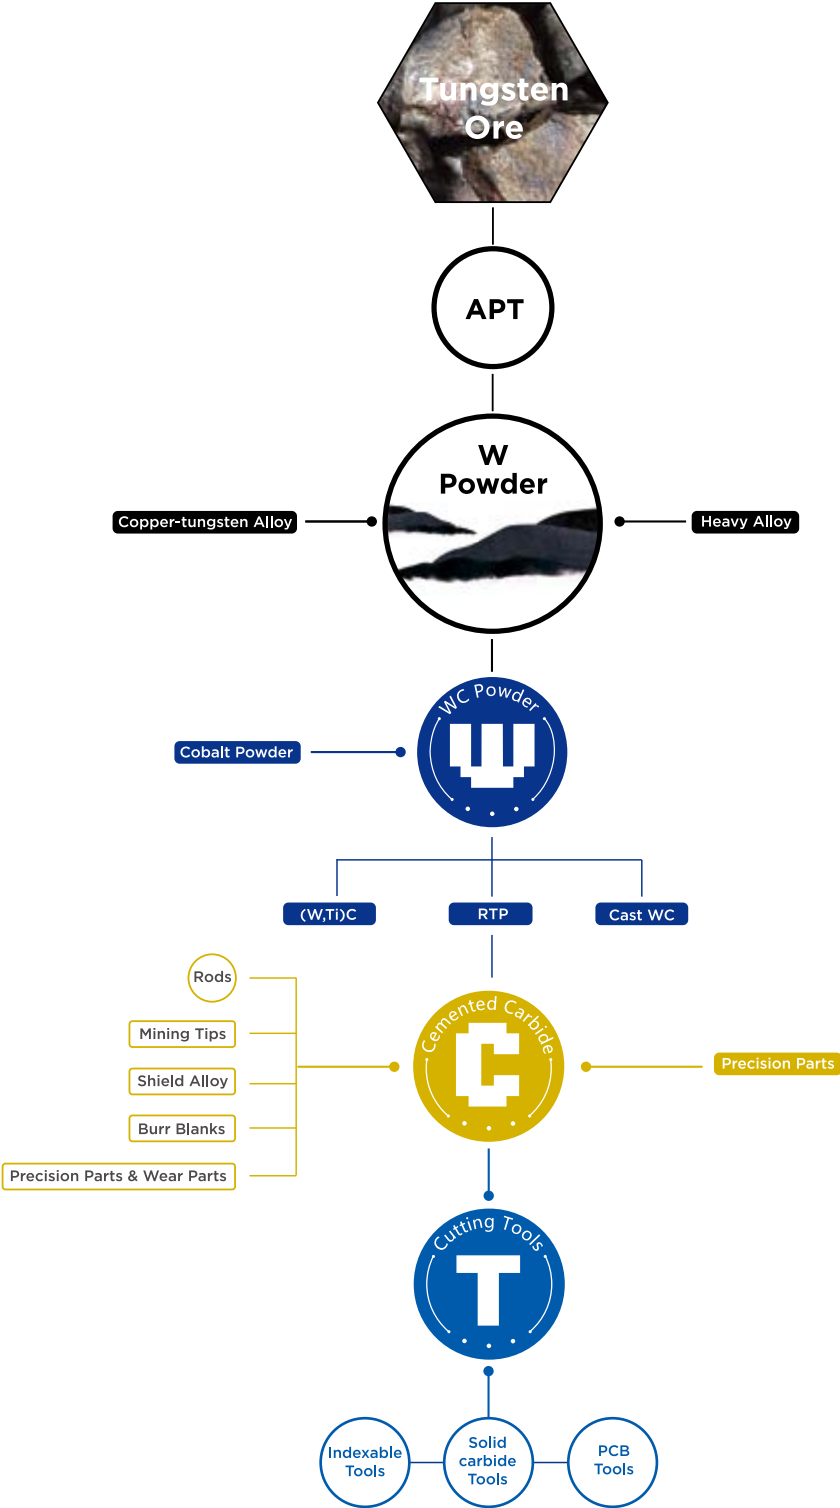 Tungsten
Ore
APT
W
Powder
Copper-tungsten Alloy
Heavy Alloy
WC Powder
W
Cobalt Powder
(W,Ti)C
RTP
Cast WC
Rods
Mining Tips
Shield Alloy
Burr Blanks
Precision Parts & Wear Parts
Cemented Carbide
C
Precision Parts
Cutting Tools
T
Indexable
Tools
Solid
carbide
Tools
PCB
Tools